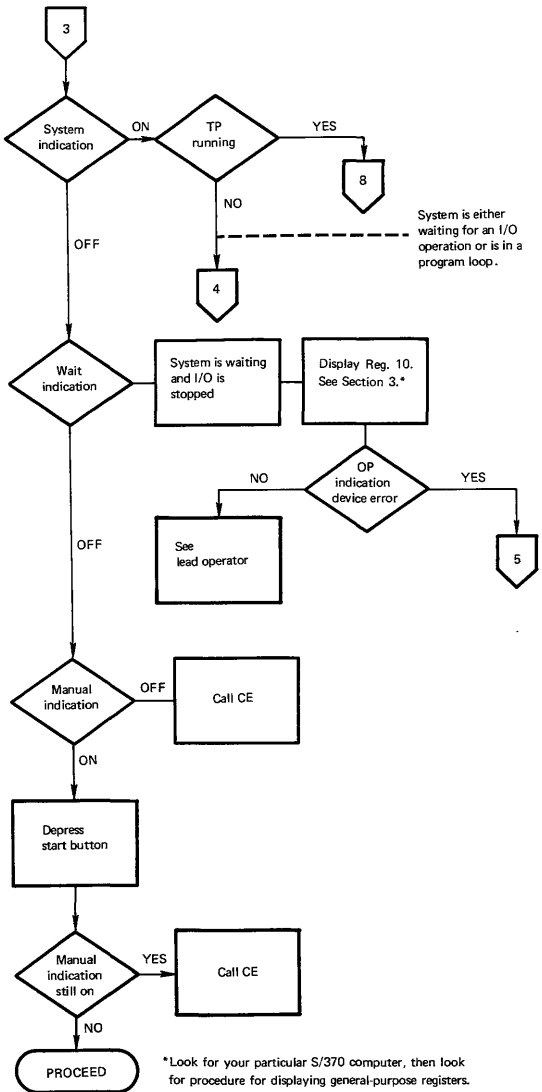 3
System
indication
ON
TP
running
YES
8
NO
System is either
waiting for an I/O
operation or is in a
program loop.
OFF
4
Wait
indication
System is waiting
and I/O is
stopped
Display Reg. 10.
See Section 3.*
OP
indication
device error
NO
YES
See
lead operator
5
OFF
Manual
indication
OFF
Call CE
ON
Depress
start button
Manual
indication
still on
YES
Call CE
NO
PROCEED
*Look for your particular S/370 computer, then look
for procedure for displaying general-purpose registers.